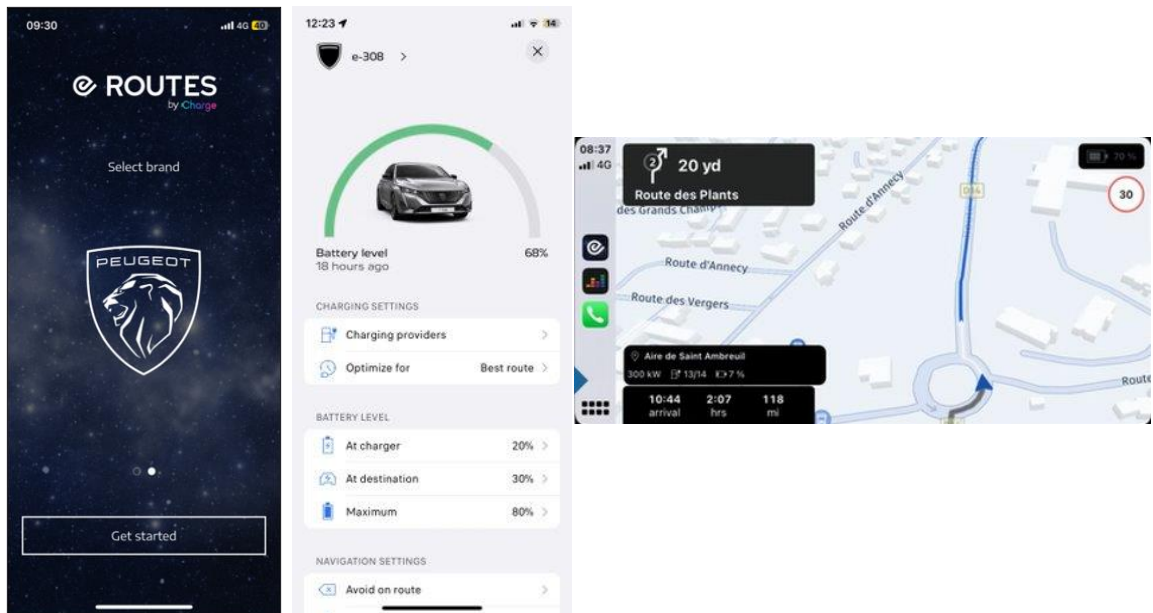 09:30
4G 40
ROUTES
by iCharge
Select brand
PEUGEOT
Get started
12:23
14
e-308
Battery level
68%
18 hours ago
CHARGING SETTINGS
Charging providers
Optimize for
Best route
BATTERY LEVEL
At charger
20%
At destination
30%
Maximum
80%
NAVIGATION SETTINGS
Avoid on route
08:37
4G
2
20 yd
Route des Plants
70 %
30
des Grands
Route d'Annecy
Route d'Annecy
Route des Vergers
Aire de Saint Ambreuil
300 kW 13/14 7 %
10:44 2:07 118
arrival hrs mi
Route